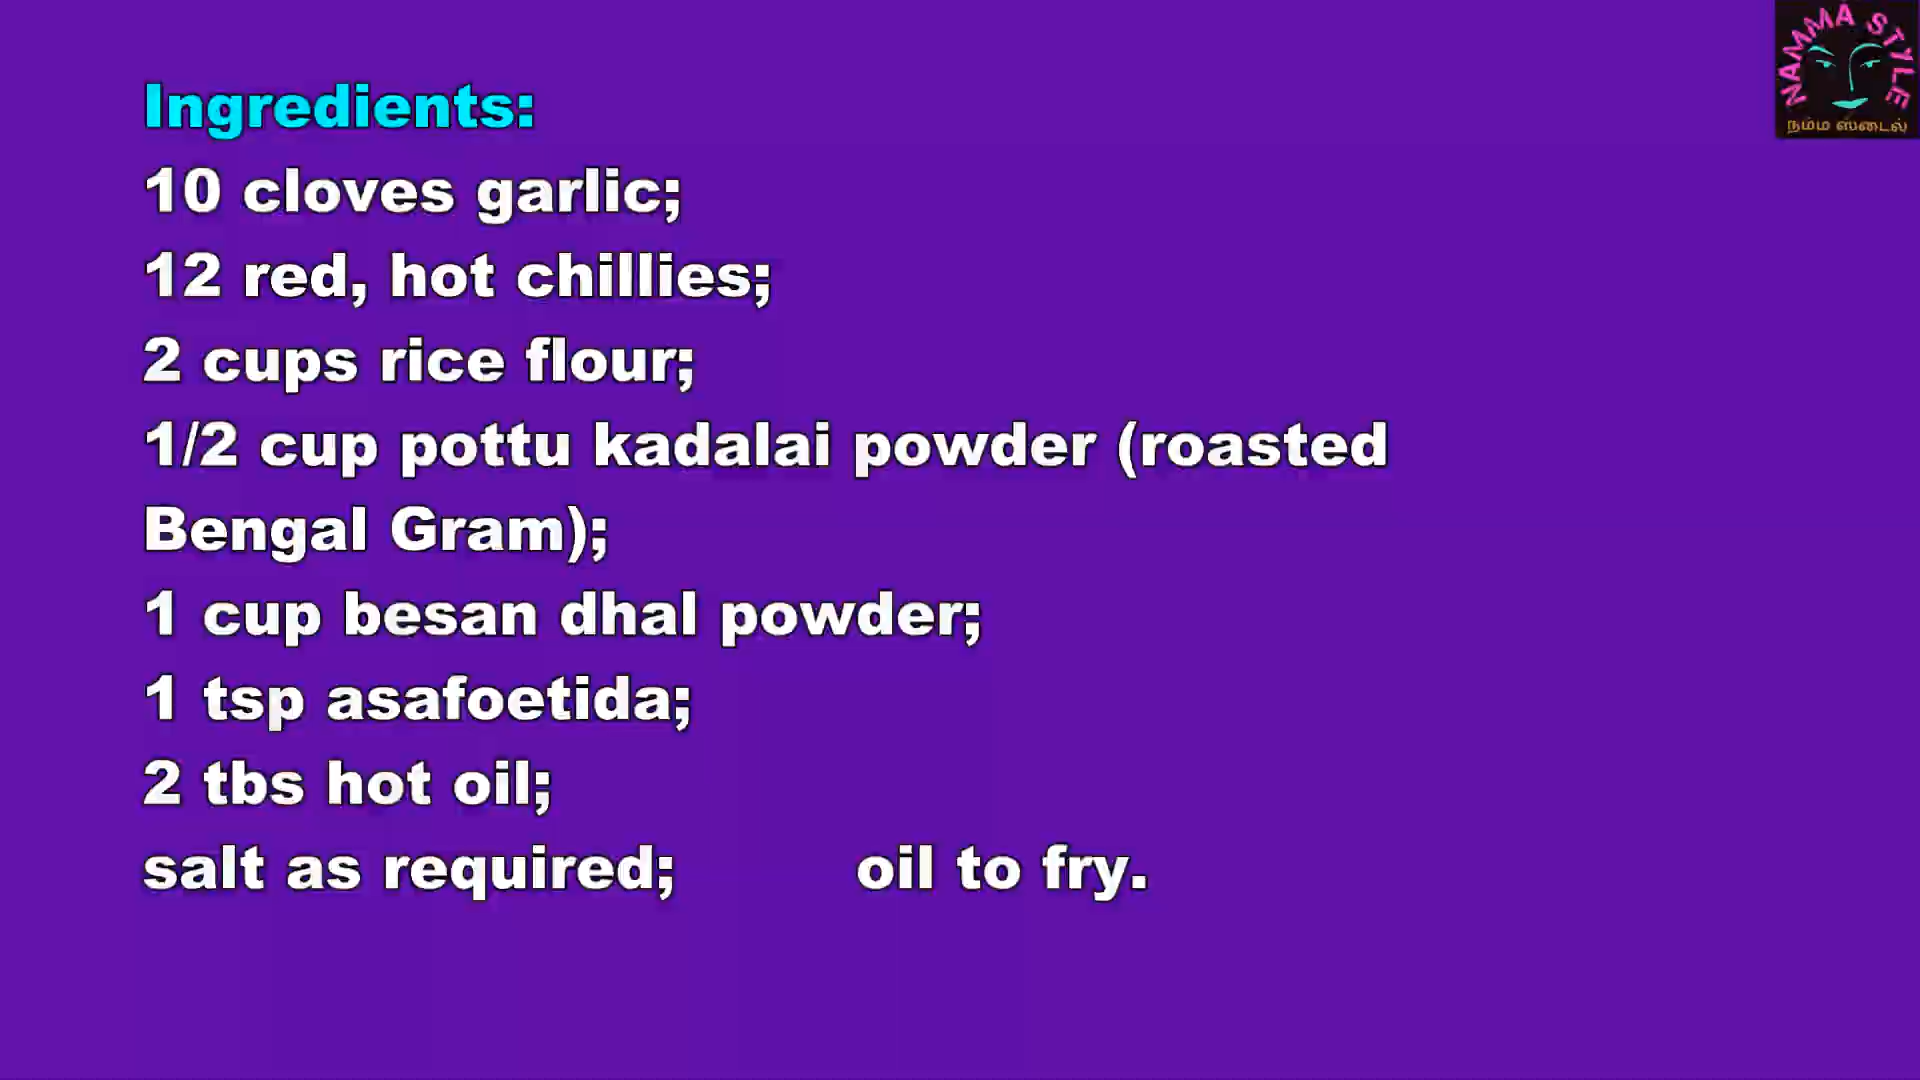 NAMMA STYLE
நம்ம ஸ்டைல்
Ingredients:
10 cloves garlic;
12 red, hot chillies;
2 cups rice flour;
1/2 cup pottu kadalai powder (roasted
Bengal Gram);
1 cup besan dhal powder;
1 tsp asafoetida;
2 tbs hot oil;
salt as required; oil to fry.